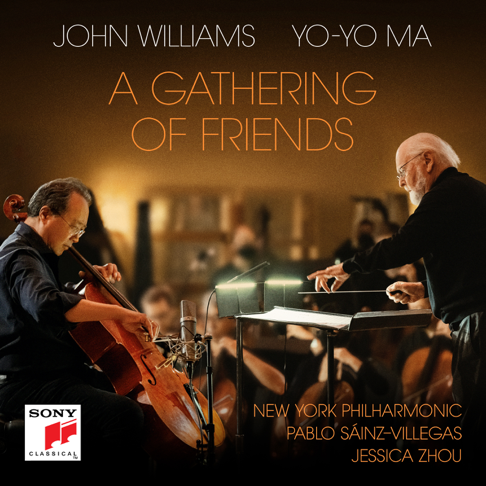 JOHN WILLIAMS YO-YO MA
A GATHERING
OF FRIENDS
NEW YORK PHILHARMONIC
PABLO SÁINZ-VILLEGAS
JESSICA ZHOU
SONY
CLASSICAL